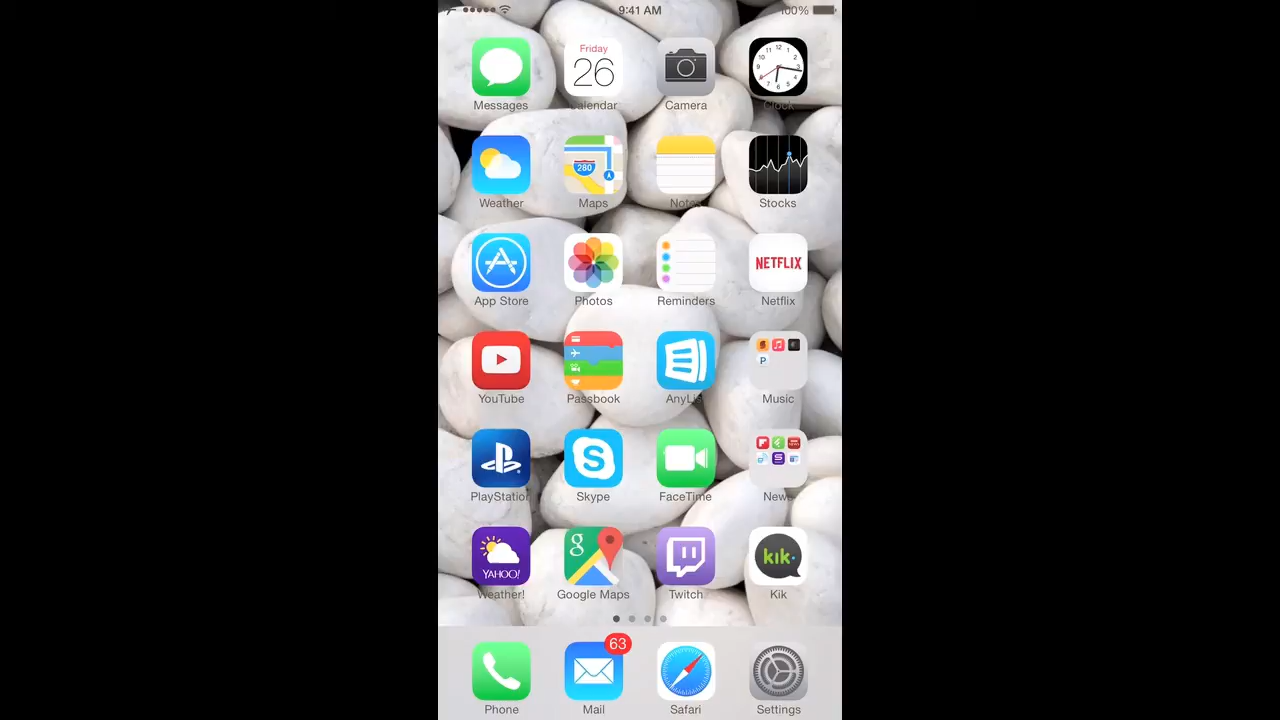 9:41 AM 100%
Friday
26
12
Messages Calendar Camera Clock
280
Weather Maps Notes Stocks
NETFLIX
App Store Photos Reminders Netflix
P
YouTube Passbook AnyList Music
S
PlayStation Skype FaceTime News
YAHOO! g kik
Weather! Google Maps Twitch Kik
63
Phone Mail Safari Settings